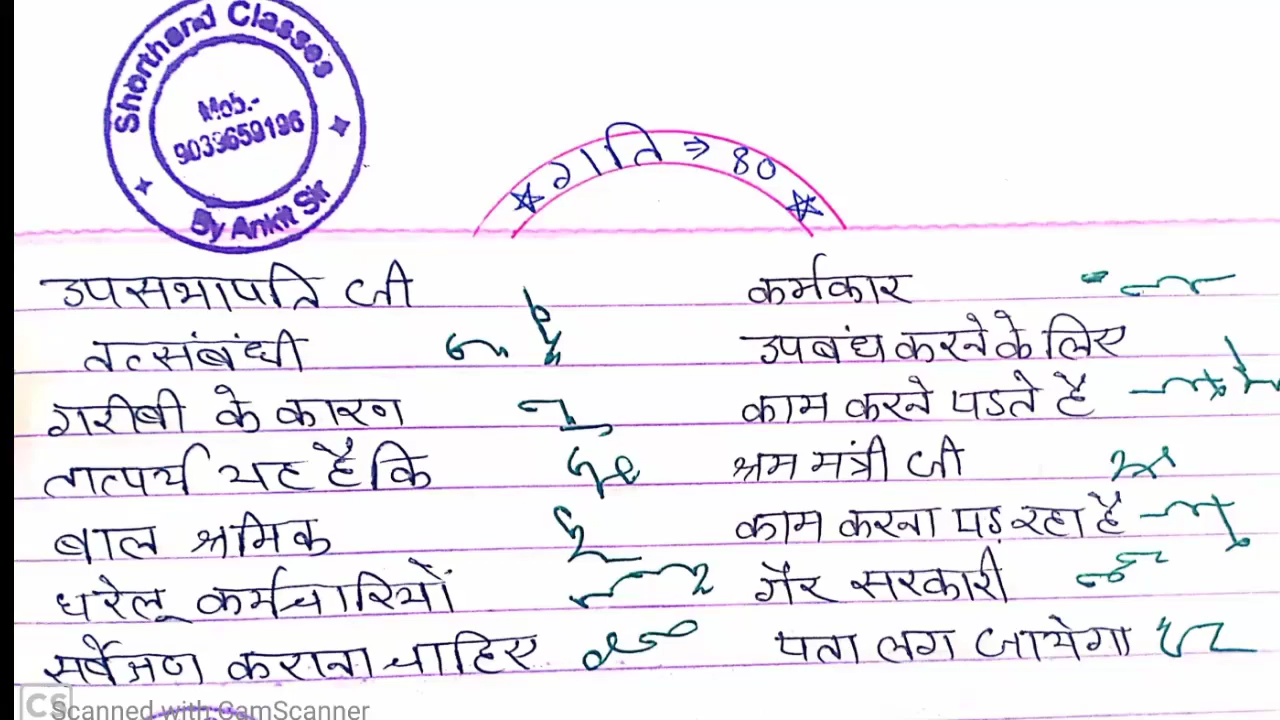 Shorthand Classes
Mob.-
9039659196
By Ankit Sir
गति ⇒ 80
उपसभापति जी
तत्संबंधी
गरीबी के कारण
तात्पर्य यह है कि
बाल श्रमिक
घरेलू कर्मचारियों
सर्वेक्षण कराना चाहिए
कर्मकार
उपबंध करने के लिए
काम करने पडते है
श्रम मंत्री जी
काम करना पड़ रहा है
गैर सरकारी
पता लग जायेगा
CS Scanned with CamScanner